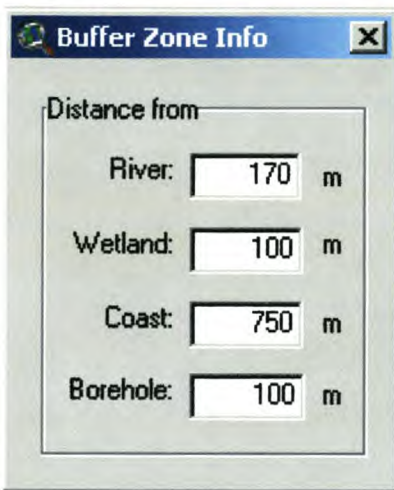 Buffer Zone Info
Distance from
River: 170 m
Wetland: 100 m
Coast: 750 m
Borehole: 100 m